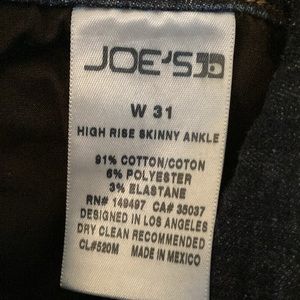 JOE'S
W 31
HIGH RISE SKINNY ANKLE
91% COTTON/COTON
6% POLYESTER
3% ELASTANE
RN# 149497 CA# 35037
DESIGNED IN LOS ANGELES
DRY CLEAN RECOMMENDED
CL#520M MADE IN MEXICO